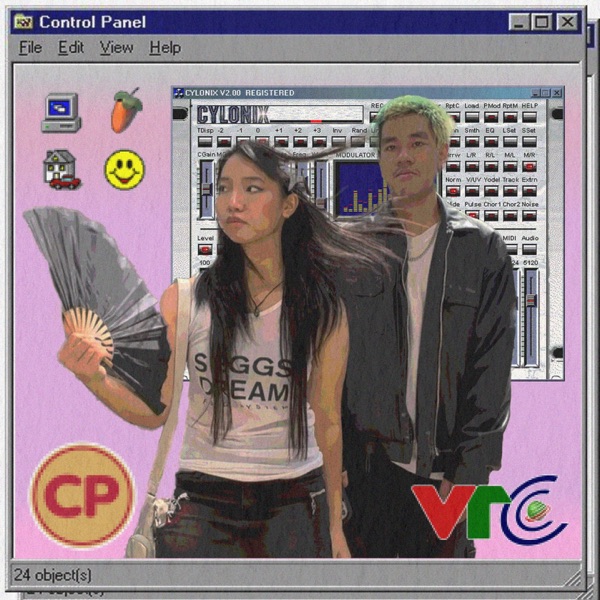 Control Panel
File Edit View Help
CYLONIX V2.00 REGISTERED
CYLONIX
REC
RptC Load PMod RptM HELP
TDisp -2 -1 0 +1 +2 +3 Inv Rand
Smth EQ LSet SSet
CGain
MODULATOR
L/R R/L M/L M/R
Norm V/UV Yodel Track Extrn
Pulse Chor1 Chor2 Noise
Level
MIDI Audio
100
5120
DREAM
CP
VTC
24 object(s)
24 object(s)